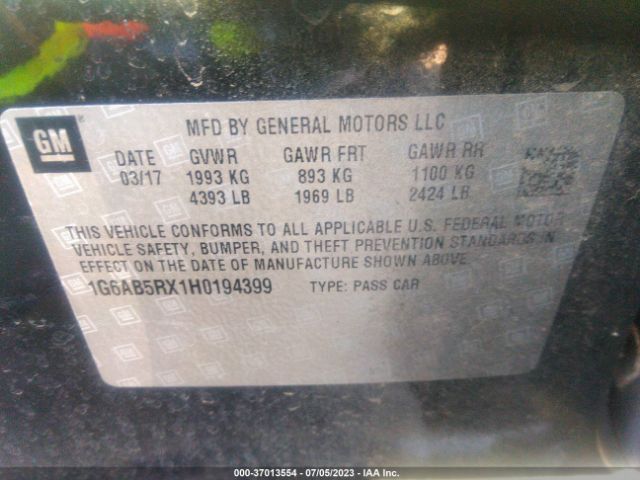 GM
MFD BY GENERAL MOTORS LLC
DATE GVWR GAWR FRT GAWR RR
03/17 1993 KG 893 KG 1100 KG
4393 LB 1969 LB 2424 LB
THIS VEHICLE CONFORMS TO ALL APPLICABLE U.S. FEDERAL MOTOR
VEHICLE SAFETY, BUMPER, AND THEFT PREVENTION STANDARDS IN
EFFECT ON THE DATE OF MANUFACTURE SHOWN ABOVE.
1G6AB5RX1H0194399 TYPE: PASS CAR
000-37013554 / 07/05/2023 - © IAA Inc.